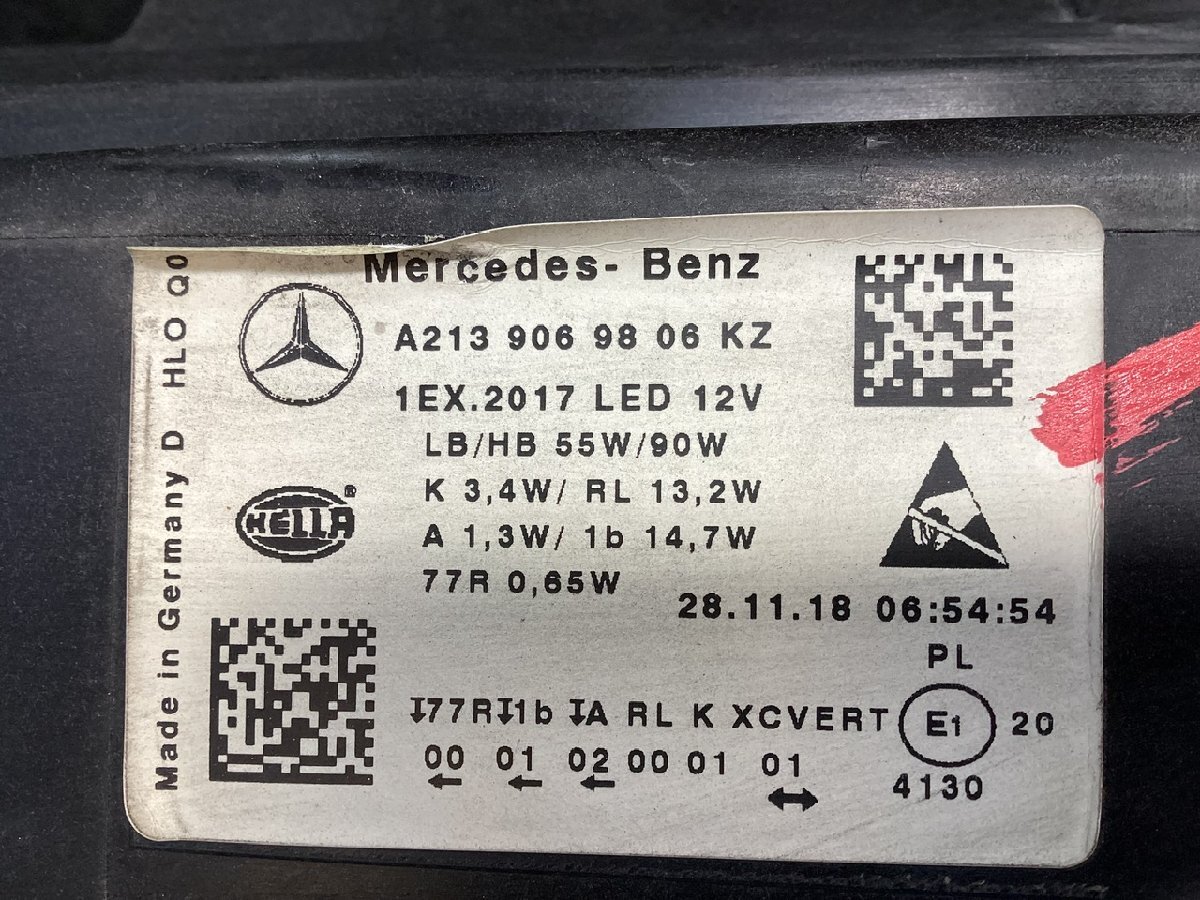 Mercedes- Benz
A213 906 98 06 KZ
1EX.2017 LED 12V
LB/HB 55W/90W
K 3,4W/ RL 13,2W
A 1,3W/ 1b 14,7W
77R 0,65W
HELLA®
28.11.18 06:54:54
PL
↧77R↧1b ↧A RL K XCVERT E1 20
00 01 02 00 01 01
← ← ← ↔
4130
Made in Germany D HLO Q0